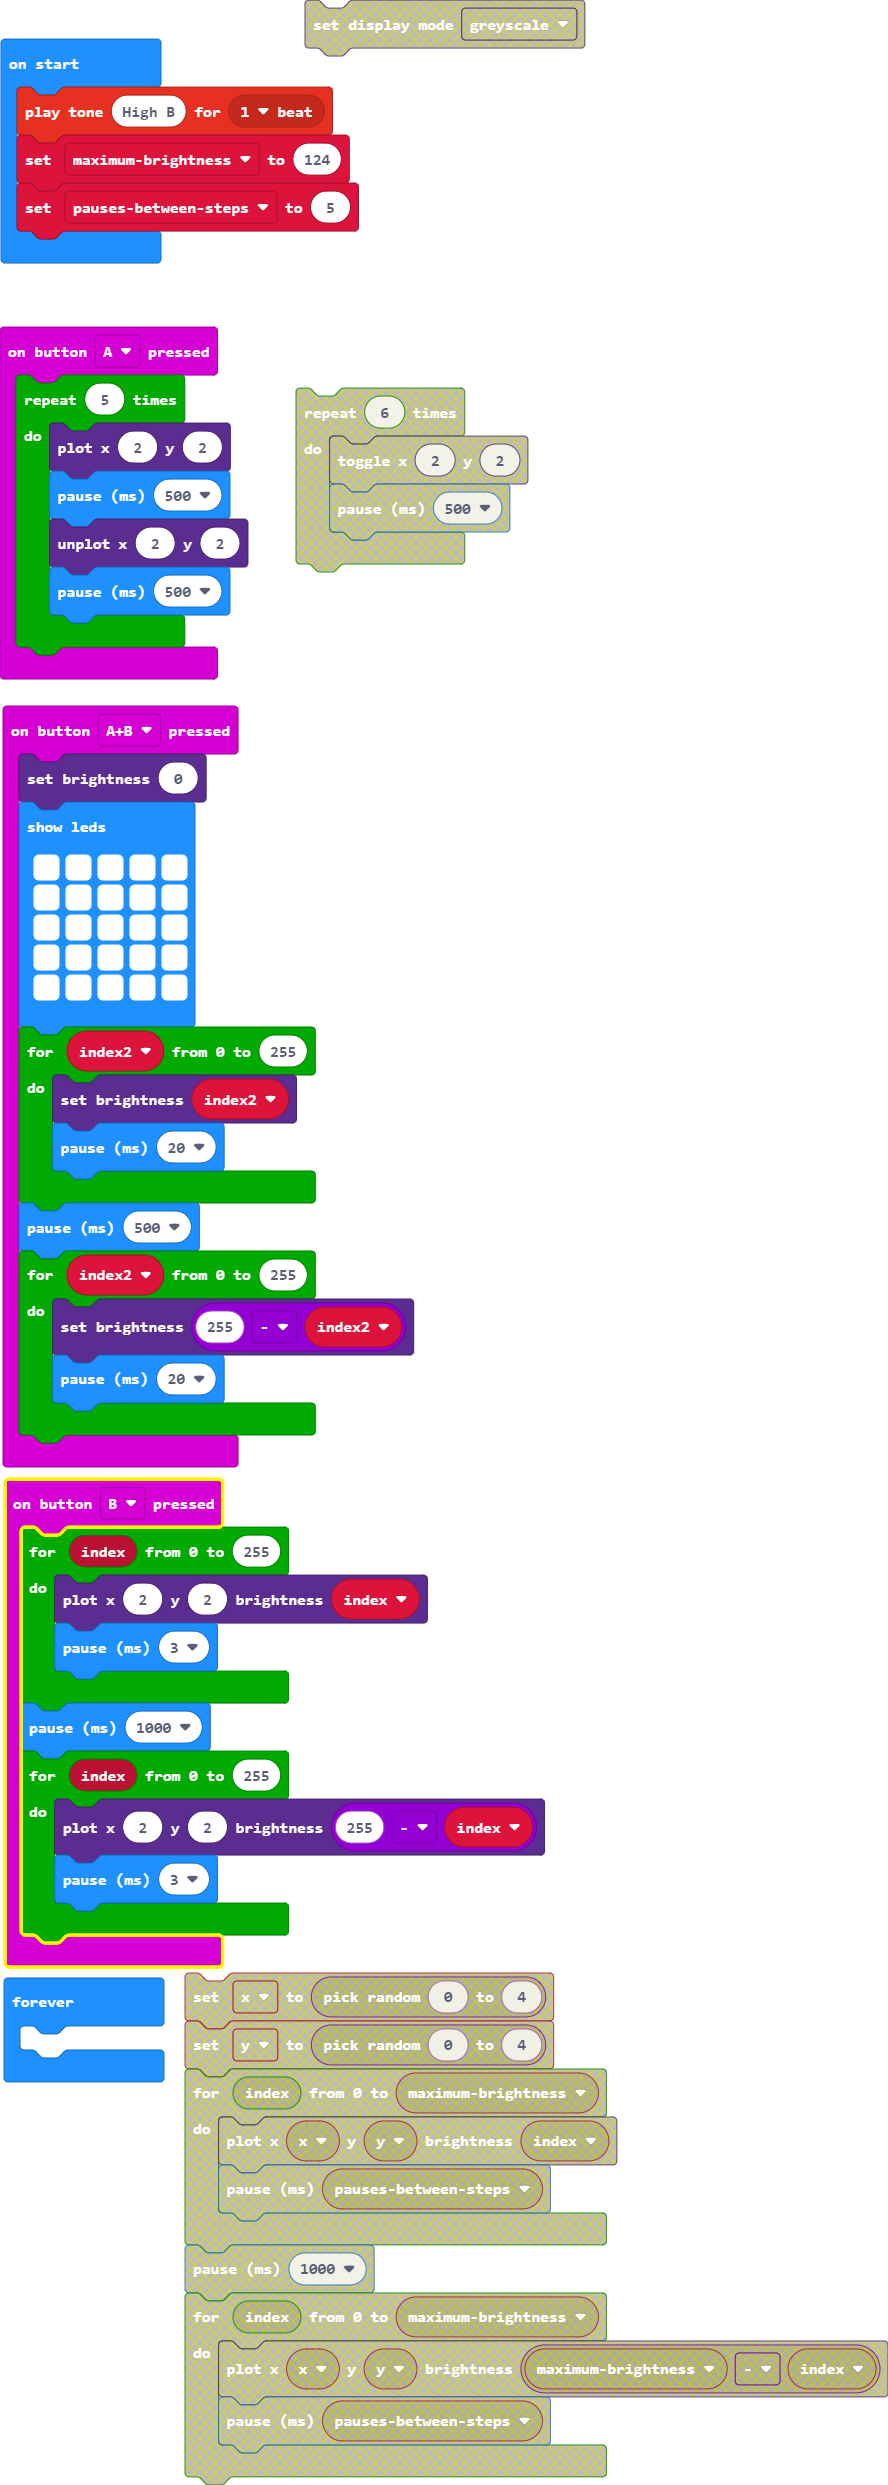 set display mode greyscale
on start
play tone High B for 1 beat
set maximum-brightness to 124
set pauses-between-steps to 5
on button A pressed
repeat 5 times
do
plot x 2 y 2
pause (ms) 500
unplot x 2 y 2
pause (ms) 500
repeat 6 times
do
toggle x 2 y 2
pause (ms) 500
on button A+B pressed
set brightness 0
show leds
for index2 from 0 to 255
do
set brightness index2
pause (ms) 20
pause (ms) 500
for index2 from 0 to 255
do
set brightness 255 - index2
pause (ms) 20
on button B pressed
for index from 0 to 255
do
plot x 2 y 2 brightness index
pause (ms) 3
pause (ms) 1000
for index from 0 to 255
do
plot x 2 y 2 brightness 255 - index
pause (ms) 3
forever
set x to pick random 0 to 4
set y to pick random 0 to 4
for index from 0 to maximum-brightness
do
plot x x y y brightness index
pause (ms) pauses-between-steps
pause (ms) 1000
for index from 0 to maximum-brightness
do
plot x x y y brightness maximum-brightness - index
pause (ms) pauses-between-steps